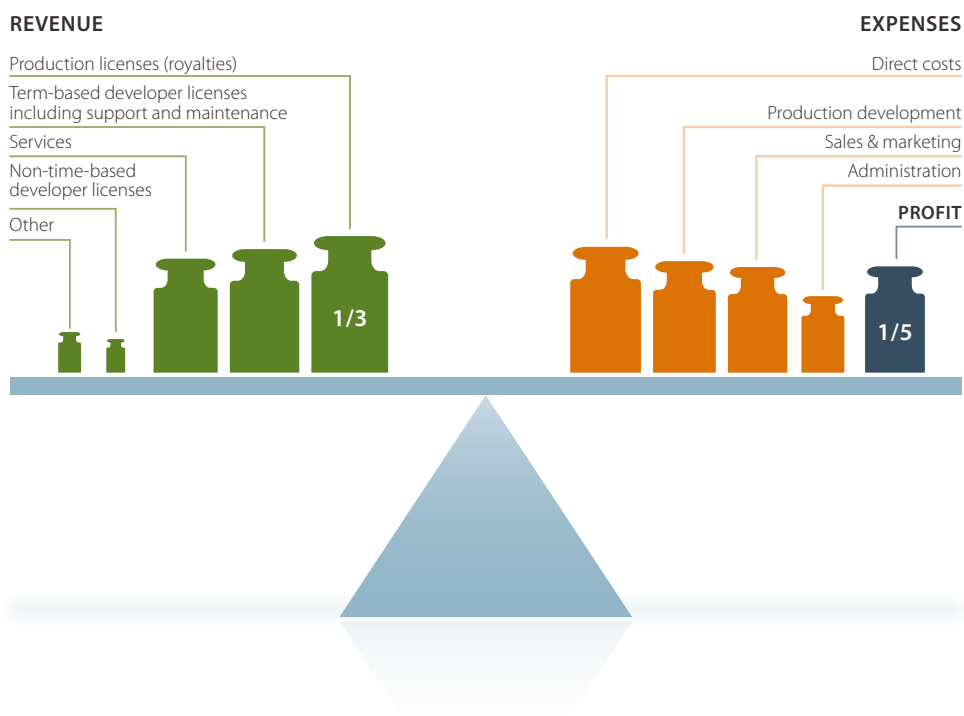 REVENUE
Production licenses (royalties)
Term-based developer licenses
including support and maintenance
Services
Non-time-based
developer licenses
Other
1/3
EXPENSES
Direct costs
Production development
Sales & marketing
Administration
PROFIT
1/5